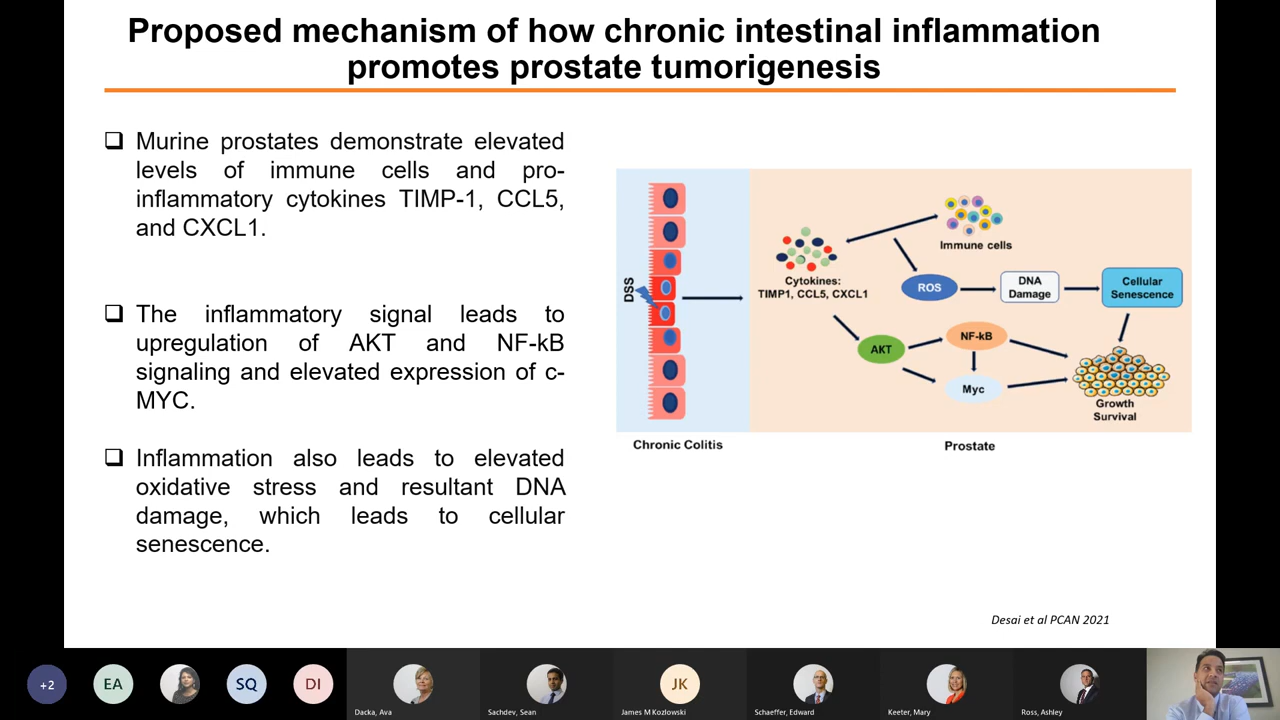 Proposed mechanism of how chronic intestinal inflammation
promotes prostate tumorigenesis
Murine prostates demonstrate elevated
levels of immune cells and pro-
inflammatory cytokines TIMP-1, CCL5,
and CXCL1.
The inflammatory signal leads to
upregulation of AKT and NF-kB
signaling and elevated expression of c-
MYC.
Inflammation also leads to elevated
oxidative stress and resultant DNA
damage, which leads to cellular
senescence.
DSS
Immune cells
Cytokines:
TIMP1, CCL5, CXCL1
ROS
DNA
Damage
Cellular
Senescence
AKT
NF-kB
Myc
Growth
Survival
Chronic Colitis
Prostate
Desai et al PCAN 2021
+2
EA
SQ
DI
JK
Dacka, Ava
Sachdev, Sean
James M Kozlowski
Schaeffer, Edward
Keeter, Mary
Ross, Ashley